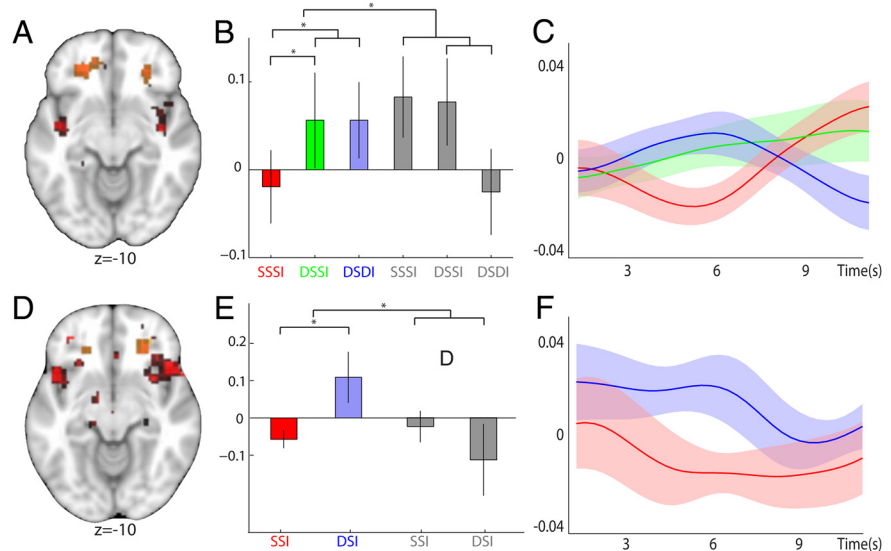 A
z=-10
B
*
*
*
0.1
0
−0.1
SSSI DSSI DSDI SSSI DSSI DSDI
C
0.04
0
-0.04
3 6 9 Time(s)
D
z=-10
E
*
*
D
0.2
0.1
0
−0.1
SSI DSI SSI DSI
F
0.04
0
-0.04
3 6 9 Time(s)